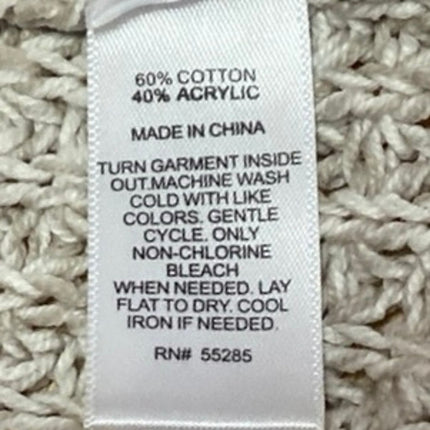 60% COTTON
40% ACRYLIC
MADE IN CHINA
TURN GARMENT INSIDE
OUT.MACHINE WASH
COLD WITH LIKE
COLORS. GENTLE
CYCLE. ONLY
NON-CHLORINE
BLEACH
WHEN NEEDED. LAY
FLAT TO DRY. COOL
IRON IF NEEDED.
RN# 55285